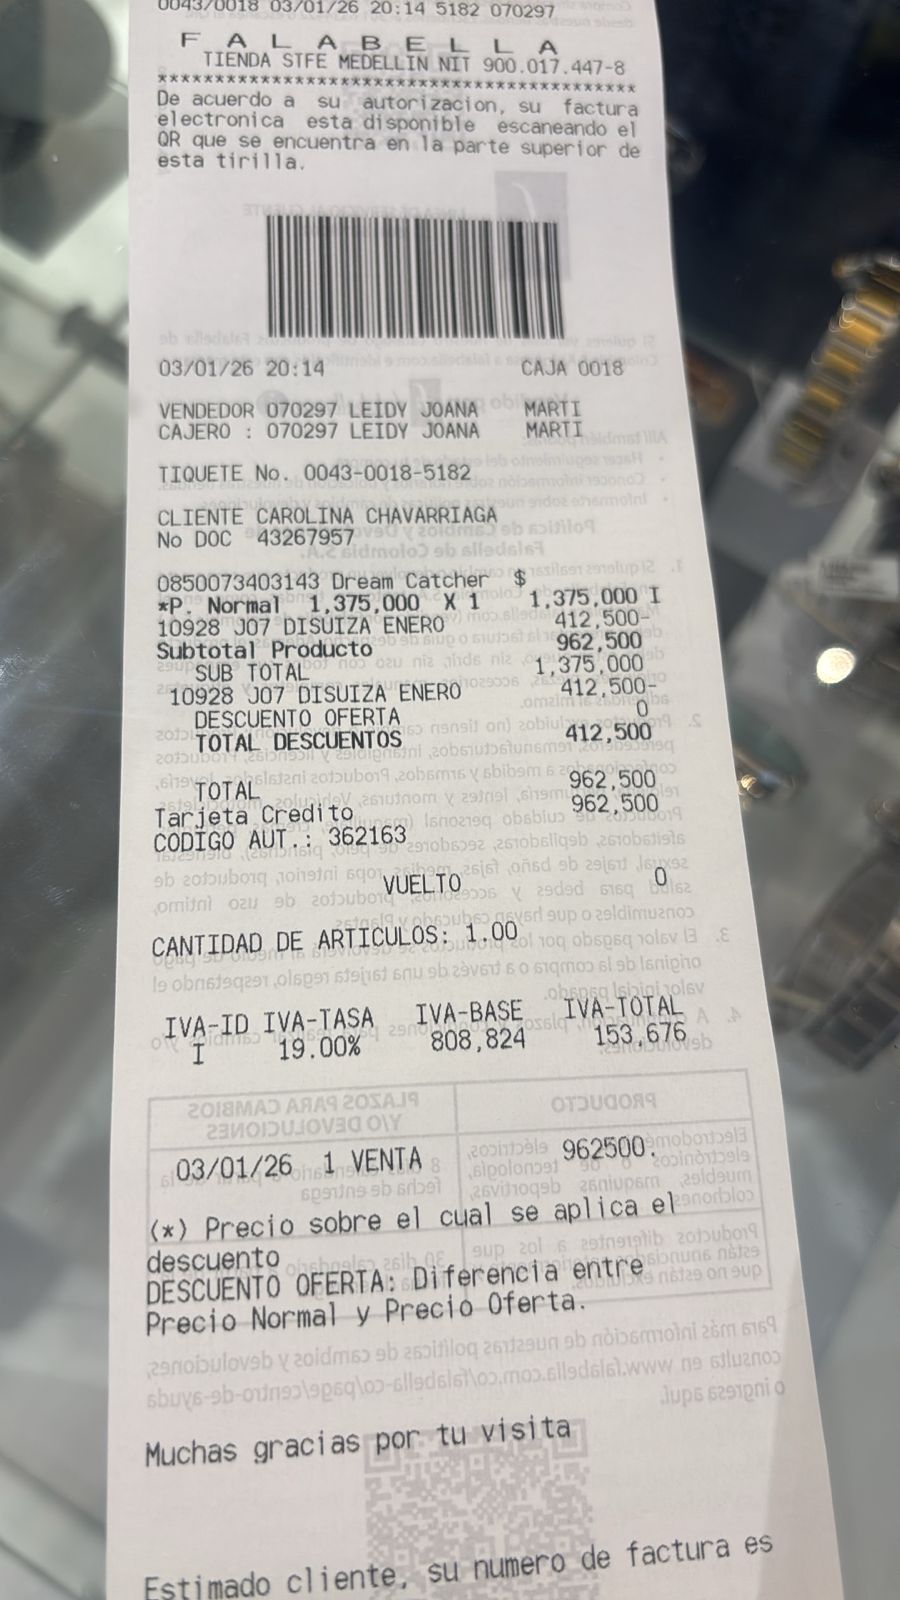 0043/0018 03/01/26 20:14 5182 070297
F A L A B E L L A
TIENDA STFE MEDELLIN NIT 900.017.447-8
******************************************
De acuerdo a su autorizacion, su factura
electronica esta disponible escaneando el
QR que se encuentra en la parte superior de
esta tirilla.
03/01/26 20:14 CAJA 0018
VENDEDOR 070297 LEIDY JOANA MARTI
CAJERO : 070297 LEIDY JOANA MARTI
TIQUETE No. 0043-0018-5182
CLIENTE CAROLINA CHAVARRIAGA
No DOC 43267957
0850073403143 Dream Catcher $
*P. Normal 1,375,000 X 1 1,375,000 I
10928 J07 DISUIZA ENERO 412,500-
Subtotal Producto 962,500
SUB TOTAL 1,375,000
10928 J07 DISUIZA ENERO 412,500-
DESCUENTO OFERTA 0
TOTAL DESCUENTOS 412,500
TOTAL 962,500
Tarjeta Credito 962,500
CODIGO AUT.: 362163
VUELTO 0
CANTIDAD DE ARTICULOS: 1.00
IVA-ID IVA-TASA IVA-BASE IVA-TOTAL
I 19.00% 808,824 153,676
03/01/26 1 VENTA 962500.
(*) Precio sobre el cual se aplica el
descuento
DESCUENTO OFERTA: Diferencia entre
Precio Normal y Precio Oferta.
Muchas gracias por tu visita
Estimado cliente, su numero de factura es